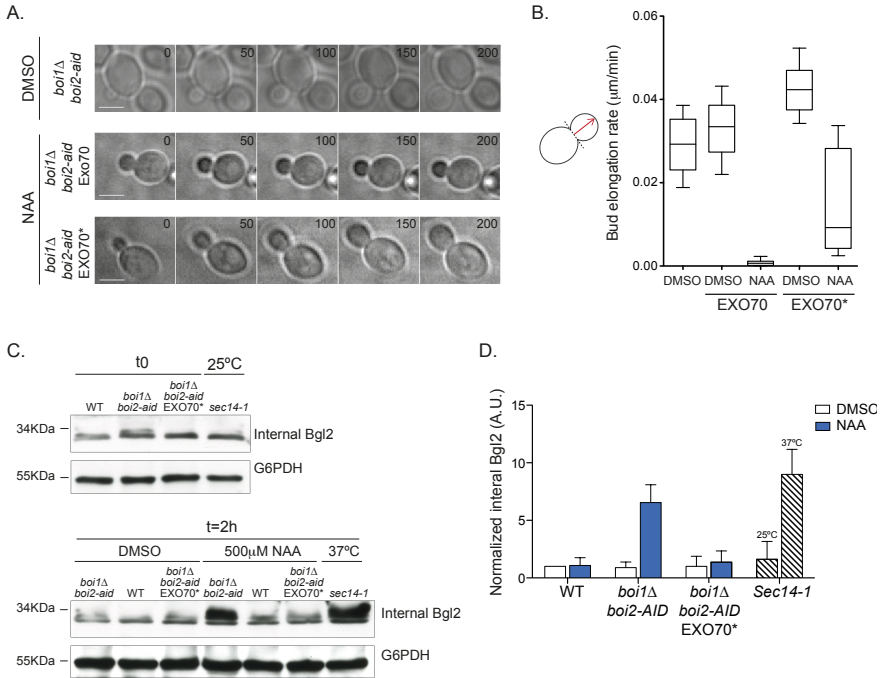 A.
DMSO
boi1Δ
boi2-aid
0
50
100
150
200
NAA
boi1Δ
boi2-aid
Exo70
0
50
100
150
200
boi1Δ
boi2-aid
EXO70*
0
50
100
150
200
B.
Bud elongation rate (μm/min)
0.06
0.04
0.02
0.00
DMSO DMSO NAA DMSO NAA
EXO70 EXO70*
C.
t0 25ºC
WT boi1Δ boi2-aid boi1Δ boi2-aid EXO70* sec14-1
34KDa Internal Bgl2
55KDa G6PDH
t=2h
DMSO 500μM NAA 37ºC
boi1Δ boi2-aid WT boi1Δ boi2-aid EXO70* boi1Δ boi2-aid WT boi1Δ boi2-aid EXO70* sec14-1
34KDa Internal Bgl2
55KDa G6PDH
D.
Normalized interal Bgl2 (A.U.)
15
10
5
0
DMSO
NAA
25ºC
37ºC
WT boi1Δ boi1Δ Sec14-1
boi2-AID boi2-AID
EXO70*